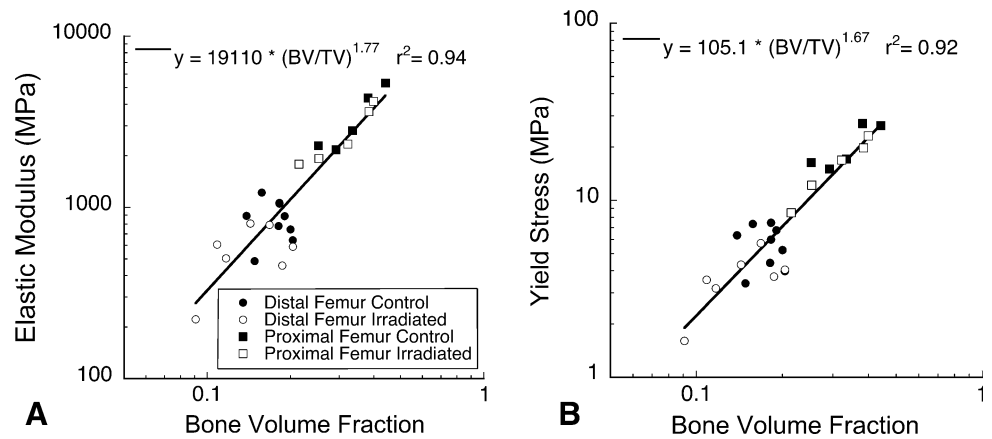 10000
1000
100
Elastic Modulus (MPa)
y = 19110 * (BV/TV)^1.77 r^2= 0.94
Distal Femur Control
Distal Femur Irradiated
Proximal Femur Control
Proximal Femur Irradiated
0.1 1
Bone Volume Fraction
A
100
10
1
Yield Stress (MPa)
y = 105.1 * (BV/TV)^1.67 r^2= 0.92
0.1 1
Bone Volume Fraction
B